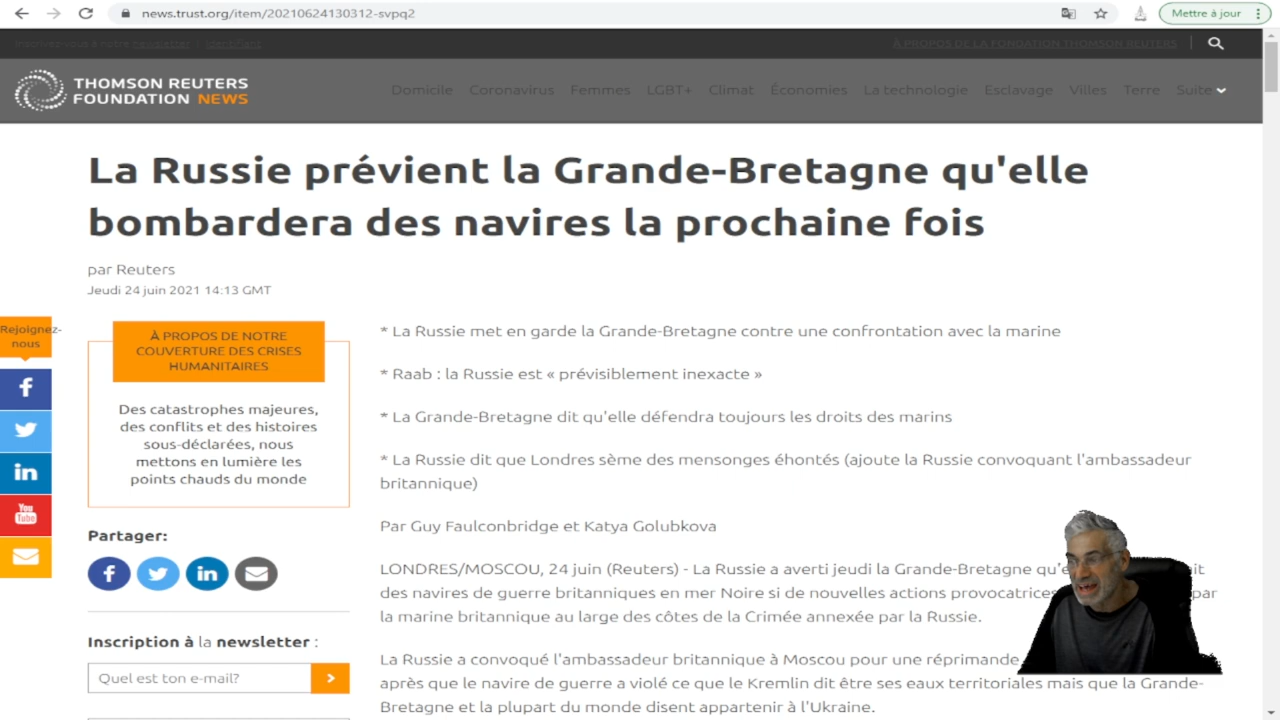 news.trust.org/item/20210624130312-svpq2
Mettre à jour
Inscrivez-vous à notre newsletter | Identifiant
À PROPOS DE LA FONDATION THOMSON REUTERS
THOMSON REUTERS
FOUNDATION NEWS
Domicile Coronavirus Femmes LGBT+ Climat Économies La technologie Esclavage Villes Terre Suite
La Russie prévient la Grande-Bretagne qu'elle
bombardera des navires la prochaine fois
par Reuters
Jeudi 24 juin 2021 14:13 GMT
Rejoignez-
nous
You
Tube
À PROPOS DE NOTRE
COUVERTURE DES CRISES
HUMANITAIRES
Des catastrophes majeures,
des conflits et des histoires
sous-déclarées, nous
mettons en lumière les
points chauds du monde
Partager:
Inscription à la newsletter :
Quel est ton e-mail?
* La Russie met en garde la Grande-Bretagne contre une confrontation avec la marine
* Raab : la Russie est « prévisiblement inexacte »
* La Grande-Bretagne dit qu'elle défendra toujours les droits des marins
* La Russie dit que Londres sème des mensonges éhontés (ajoute la Russie convoquant l'ambassadeur
britannique)
Par Guy Faulconbridge et Katya Golubkova
LONDRES/MOSCOU, 24 juin (Reuters) - La Russie a averti jeudi la Grande-Bretagne
des navires de guerre britanniques en mer Noire si de nouvelles actions provocatrices par
la marine britannique au large des côtes de la Crimée annexée par la Russie.
La Russie a convoqué l'ambassadeur britannique à Moscou pour une réprimande
après que le navire de guerre a violé ce que le Kremlin dit être ses eaux territoriales mais que la Grande-
Bretagne et la plupart du monde disent appartenir à l'Ukraine.